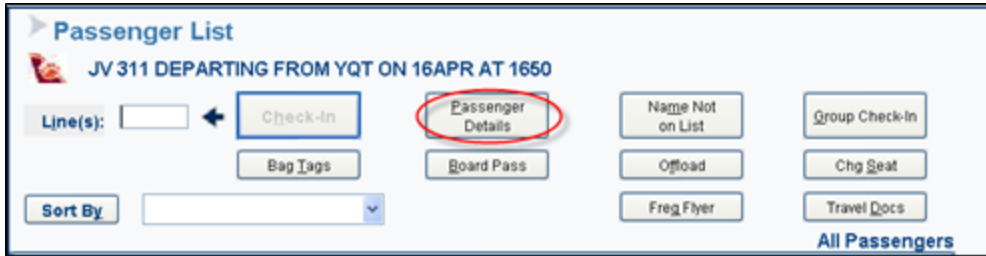 Passenger List
JV 311 DEPARTING FROM YQT ON 16APR AT 1650
Line(s):
Check-In
Passenger
Details
Name Not
on List
Group Check-In
Bag Tags
Board Pass
Offload
Chg Seat
Sort By
Freq Flyer
Travel Docs
All Passengers